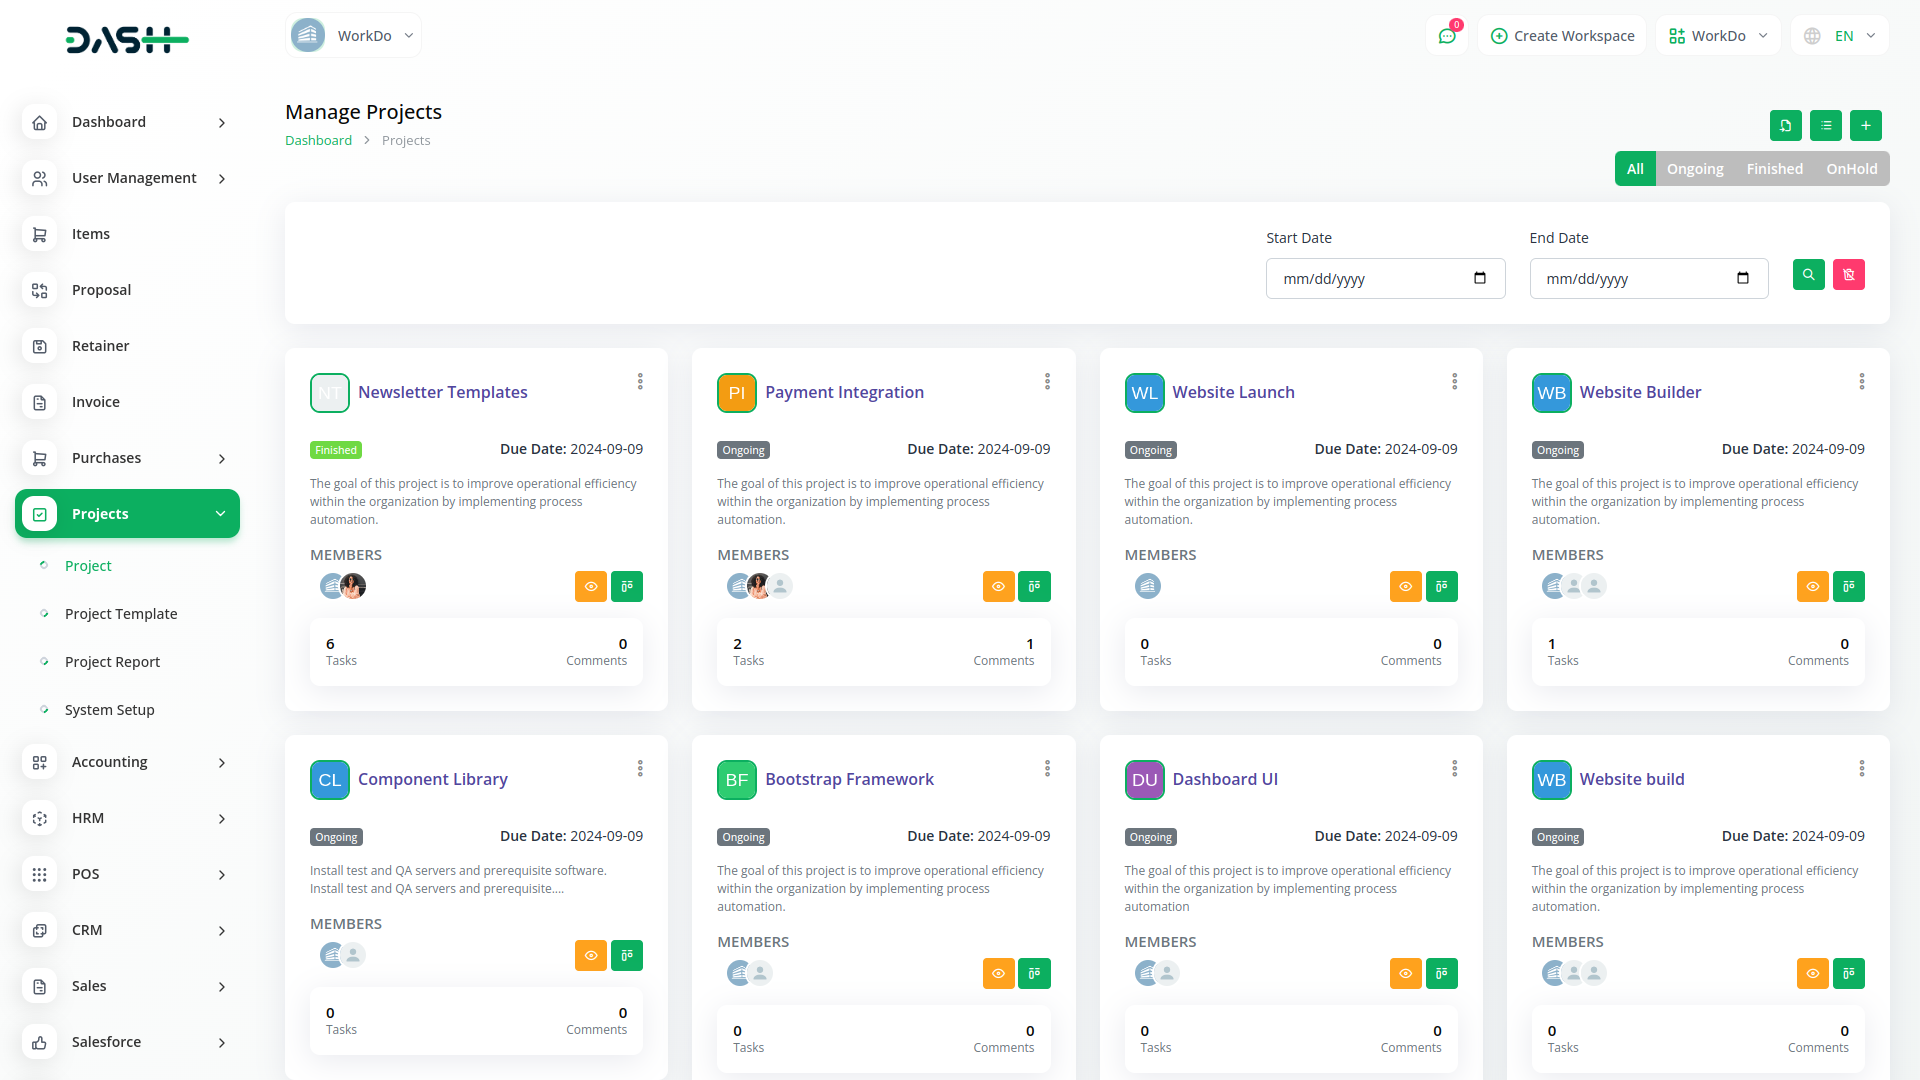 DASH
WorkDo
0
Create Workspace
WorkDo
EN
Dashboard
User Management
Items
Proposal
Retainer
Invoice
Purchases
Projects
Project
Project Template
Project Report
System Setup
Accounting
HRM
POS
CRM
Sales
Salesforce
Manage Projects
Dashboard
Projects
All
Ongoing
Finished
OnHold
Start Date
mm/dd/yyyy
End Date
mm/dd/yyyy
NT
Newsletter Templates
Finished
Due Date: 2024-09-09
The goal of this project is to improve operational efficiency
within the organization by implementing process
automation.
MEMBERS
6
Tasks
0
Comments
PI
Payment Integration
Ongoing
Due Date: 2024-09-09
The goal of this project is to improve operational efficiency
within the organization by implementing process
automation.
MEMBERS
2
Tasks
1
Comments
WL
Website Launch
Ongoing
Due Date: 2024-09-09
The goal of this project is to improve operational efficiency
within the organization by implementing process
automation.
MEMBERS
0
Tasks
0
Comments
WB
Website Builder
Ongoing
Due Date: 2024-09-09
The goal of this project is to improve operational efficiency
within the organization by implementing process
automation.
MEMBERS
1
Tasks
0
Comments
CL
Component Library
Ongoing
Due Date: 2024-09-09
Install test and QA servers and prerequisite software.
Install test and QA servers and prerequisite....
MEMBERS
0
Tasks
0
Comments
BF
Bootstrap Framework
Ongoing
Due Date: 2024-09-09
The goal of this project is to improve operational efficiency
within the organization by implementing process
automation.
MEMBERS
0
Tasks
0
Comments
DU
Dashboard UI
Ongoing
Due Date: 2024-09-09
The goal of this project is to improve operational efficiency
within the organization by implementing process
automation
MEMBERS
0
Tasks
0
Comments
WB
Website build
Ongoing
Due Date: 2024-09-09
The goal of this project is to improve operational efficiency
within the organization by implementing process
automation.
MEMBERS
0
Tasks
0
Comments